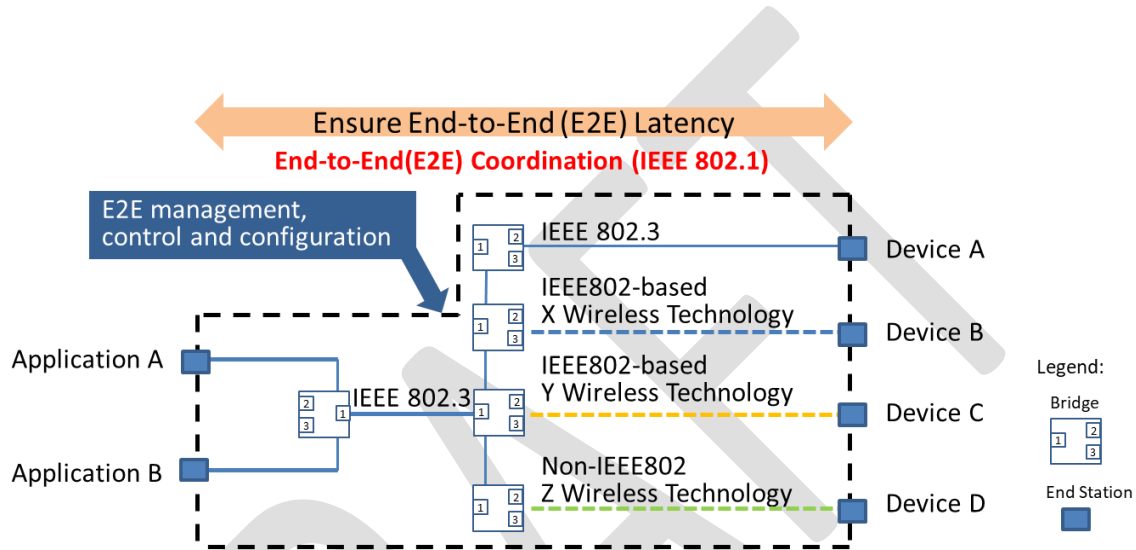 Ensure End-to-End (E2E) Latency
End-to-End(E2E) Coordination (IEEE 802.1)
E2E management,
control and configuration
IEEE 802.3
Device A
IEEE802-based
X Wireless Technology
Device B
IEEE802-based
Y Wireless Technology
Device C
Non-IEEE802
Z Wireless Technology
Device D
Application A
IEEE 802.3
Application B
1
2
3
1
2
3
1
2
3
1
2
3
2
3
1
Legend:
Bridge
1
2
3
End Station
DRAFT